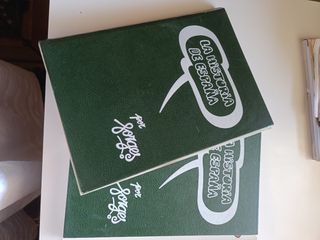 LA HISTORIA
DE ESPAÑA
por
Forges
LA HISTORIA
DE ESPAÑA
por
Forges